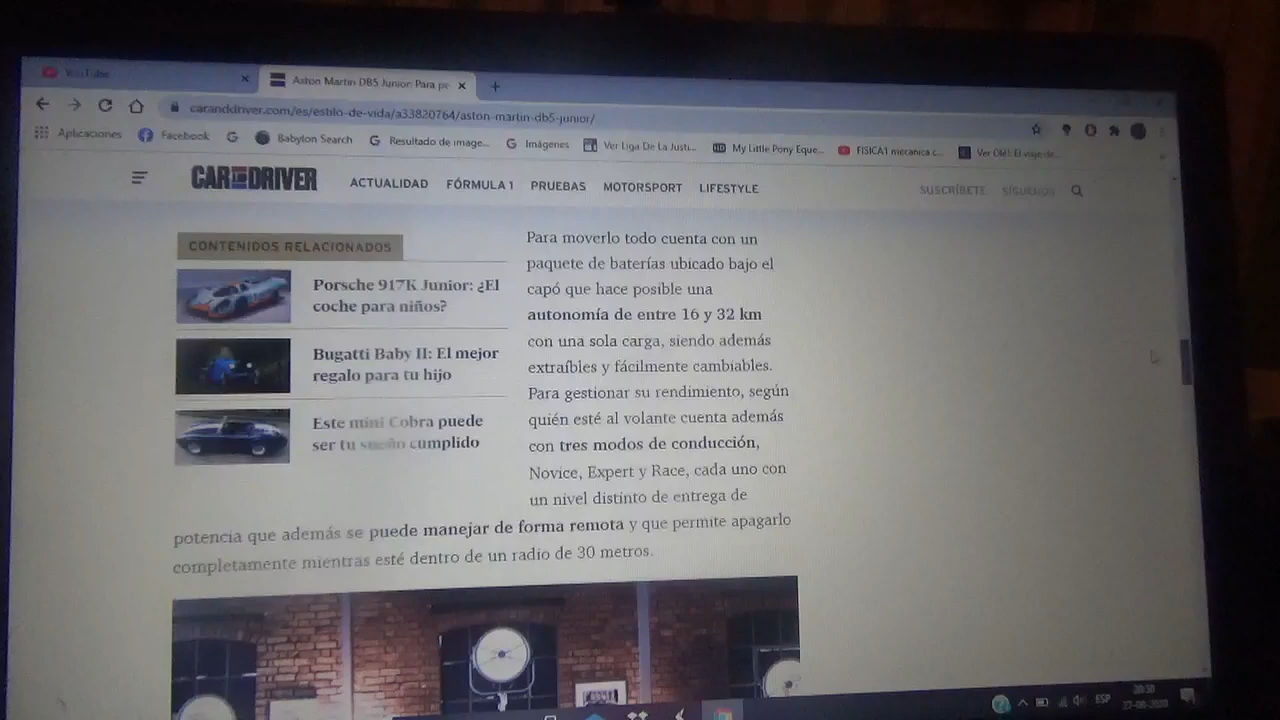 YouTube
Aston Martin DB5 Junior: Para pe
caranddriver.com/es/estilo-de-vida/a33820764/aston-martin-db5-junior/
Aplicaciones Facebook Babylon Search Resultado de image... Imágenes Ver Liga De La Justi... My Little Pony Eque... FISICA1 mecanica c... Ver Olé!: El viaje de...
CAR AND DRIVER ACTUALIDAD FÓRMULA 1 PRUEBAS MOTORSPORT LIFESTYLE SUSCRÍBETE SÍGUENOS
CONTENIDOS RELACIONADOS
Porsche 917K Junior: ¿El
coche para niños?
Bugatti Baby II: El mejor
regalo para tu hijo
Este mini Cobra puede
ser tu sueño cumplido
Para moverlo todo cuenta con un
paquete de baterías ubicado bajo el
capó que hace posible una
autonomía de entre 16 y 32 km
con una sola carga, siendo además
extraíbles y fácilmente cambiables.
Para gestionar su rendimiento, según
quién esté al volante cuenta además
con tres modos de conducción,
Novice, Expert y Race, cada uno con
un nivel distinto de entrega de
potencia que además se puede manejar de forma remota y que permite apagarlo
completamente mientras esté dentro de un radio de 30 metros.
ESP
27-08-2020